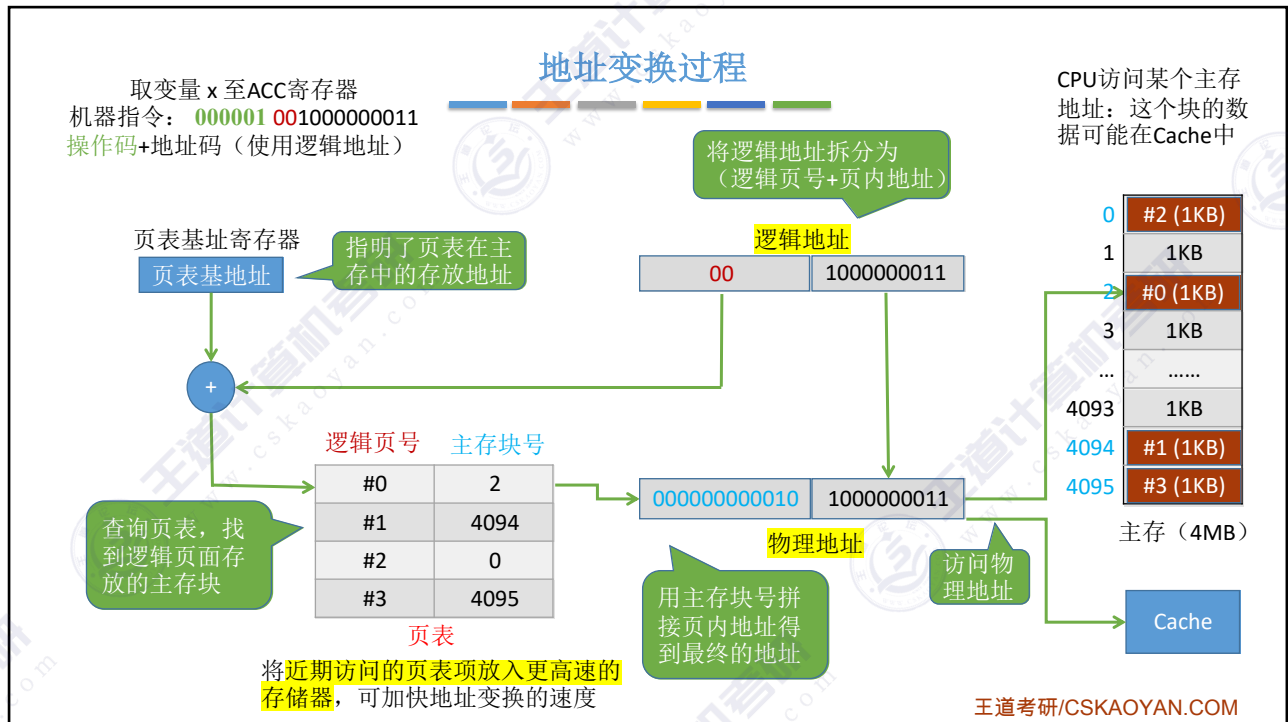 地址变换过程
取变量 x 至ACC寄存器
机器指令： 000001 001000000011
操作码+地址码（使用逻辑地址）
CPU访问某个主存
地址：这个块的数
据可能在Cache中
将逻辑地址拆分为
（逻辑页号+页内地址）
页表基址寄存器
页表基地址
指明了页表在主
存中的存放地址
逻辑地址
00 1000000011
+
逻辑页号 主存块号
#0 2
#1 4094
#2 0
#3 4095
页表
查询页表，找
到逻辑页面存
放的主存块
000000000010 1000000011
物理地址
用主存块号拼
接页内地址得
到最终的地址
访问物
理地址
0 #2 (1KB)
1 1KB
2 #0 (1KB)
3 1KB
... ……
4093 1KB
4094 #1 (1KB)
4095 #3 (1KB)
主存（4MB）
Cache
将近期访问的页表项放入更高速的
存储器，可加快地址变换的速度
王道考研/CSKAOYAN.COM
王道计算机考研
www.cskaoyan.com